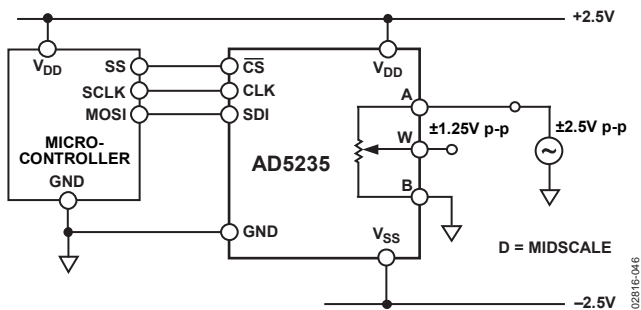 +2.5V
VDD
SS
SCLK
MOSI
MICRO-
CONTROLLER
GND
CS
CLK
SDI
VDD
A
W
B
AD5235
GND
VSS
±1.25V p-p
±2.5V p-p
~
D = MIDSCALE
–2.5V
02816-046